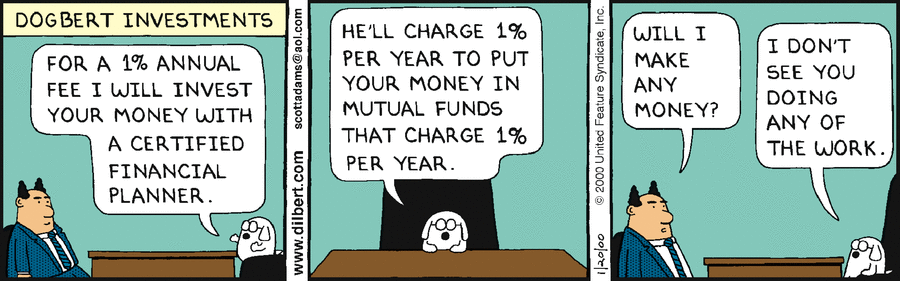 DOGBERT INVESTMENTS
FOR A 1% ANNUAL
FEE I WILL INVEST
YOUR MONEY WITH
A CERTIFIED
FINANCIAL
PLANNER.
www.dilbert.com scottadams@aol.com
HE'LL CHARGE 1%
PER YEAR TO PUT
YOUR MONEY IN
MUTUAL FUNDS
THAT CHARGE 1%
PER YEAR.
1/20/00 © 2000 United Feature Syndicate, Inc.
WILL I
MAKE
ANY
MONEY?
I DON'T
SEE YOU
DOING
ANY OF
THE WORK.